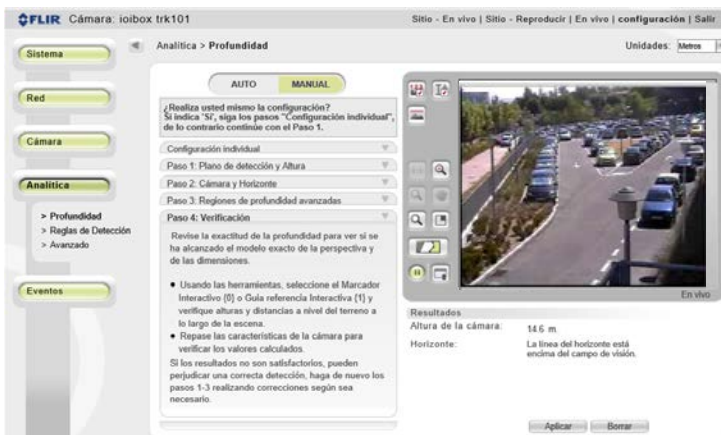 FLIR Cámara: ioibox trk101
Sitio - En vivo | Sitio - Reproducir | En vivo | configuración | Salir
Sistema
Red
Cámara
Analítica
> Profundidad
> Reglas de Detección
> Avanzado
Eventos
Analítica > Profundidad
Unidades: Metros
AUTO MANUAL
¿Realiza usted mismo la configuración?
Si indica 'Sí', siga los pasos "Configuración individual",
de lo contrario continúe con el Paso 1.
Configuración individual
Paso 1: Plano de detección y Altura
Paso 2: Cámara y Horizonte
Paso 3: Regiones de profundidad avanzadas
Paso 4: Verificación
Revise la exactitud de la profundidad para ver si se
ha alcanzado el modelo exacto de la perspectiva y
de las dimensiones.
Usando las herramientas, seleccione el Marcador
Interactivo {0} o Guia referencia Interactiva {1} y
verifique alturas y distancias a nivel del terreno a
lo largo de la escena.
Repase las características de la cámara para
verificar los valores calculados.
Si los resultados no son satisfactorios, pueden
perjudicar una correcta detección, haga de nuevo los
pasos 1-3 realizando correcciones según sea
necesario.
En vivo
Resultados
Altura de la cámara: 14.6 m.
Horizonte: La línea del horizonte está
encima del campo de visión.
Aplicar Borrar